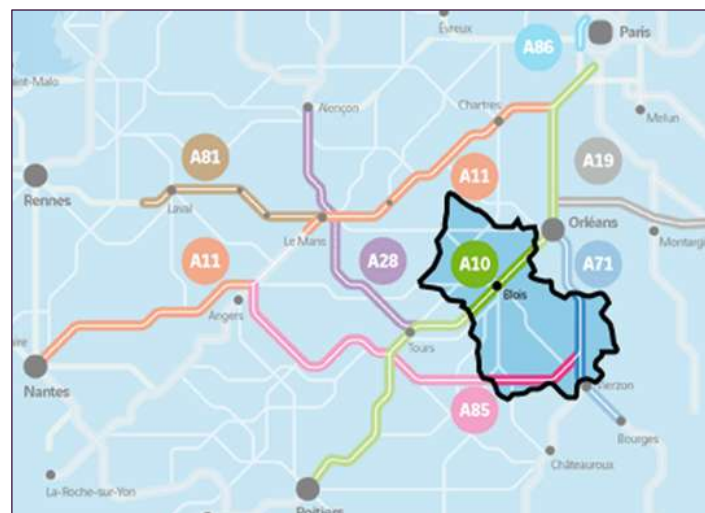 Évreux
Paris
A86
Saint-Malo
Alençon
Chartres
Melun
A81
A19
A11
Rennes
Laval
Le Mans
Orléans
Montargi
A11
A28
A10
A71
Blois
Angers
Tours
Nantes
Vierzon
A85
Bourges
Châteauroux
La-Roche-sur-Yon
Poitiers